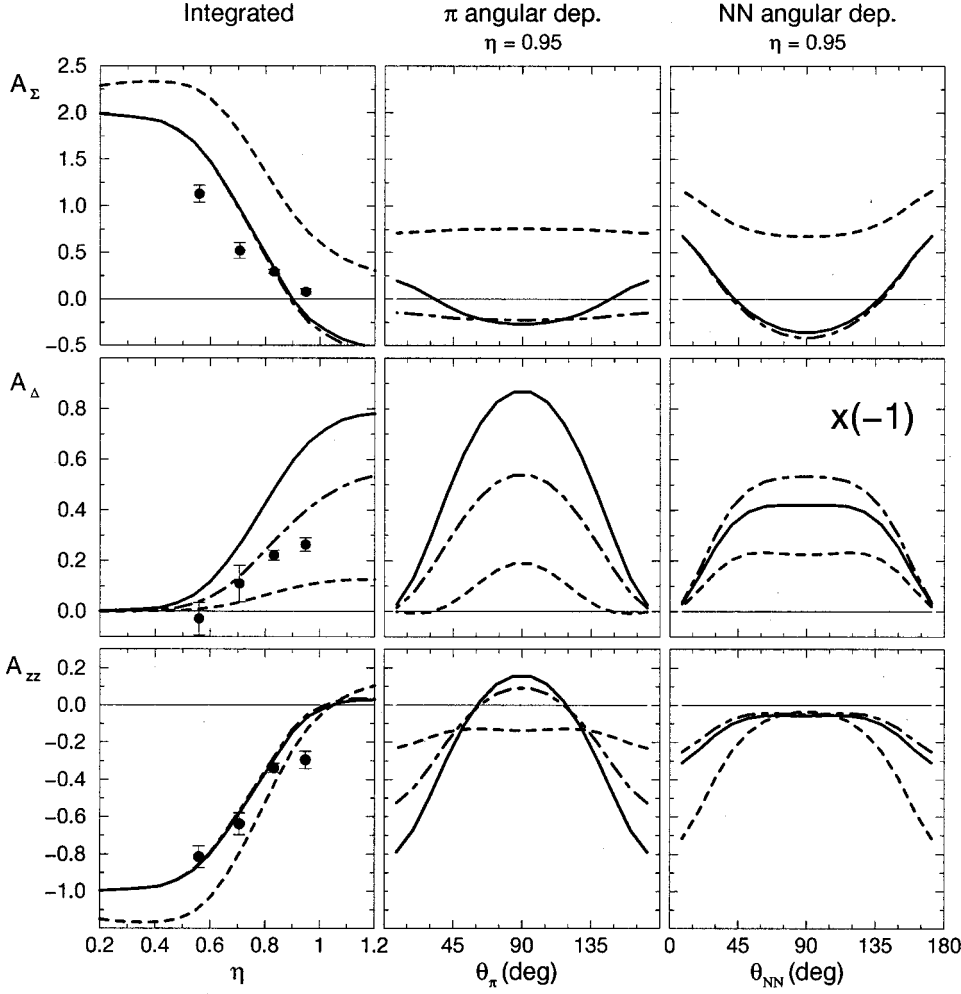 Integrated π angular dep. NN angular dep.
η = 0.95 η = 0.95
A_Σ
2.5
2.0
1.5
1.0
0.5
0.0
−0.5
A_Δ
0.8
0.6
0.4
0.2
0.0
x(−1)
A_zz
0.2
0.0
−0.2
−0.4
−0.6
−0.8
−1.0
0.2 0.4 0.6 0.8 1 1.2 45 90 135 0 45 90 135 180
η θ_π (deg) θ_NN (deg)